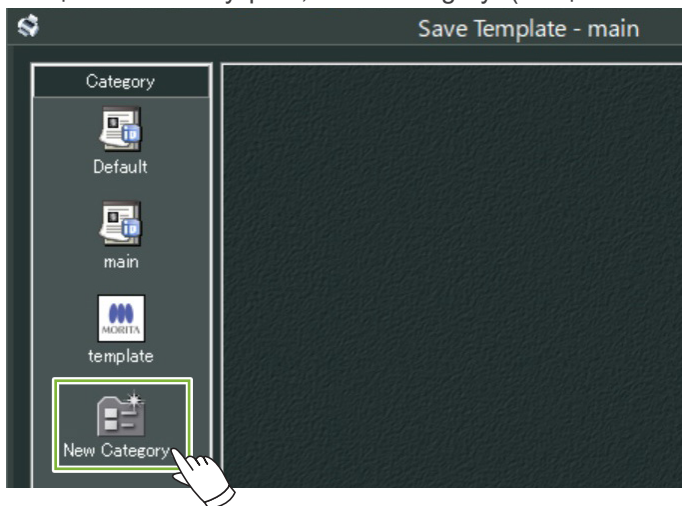 Save Template - main
Category
Default
main
MORITA
template
New Category